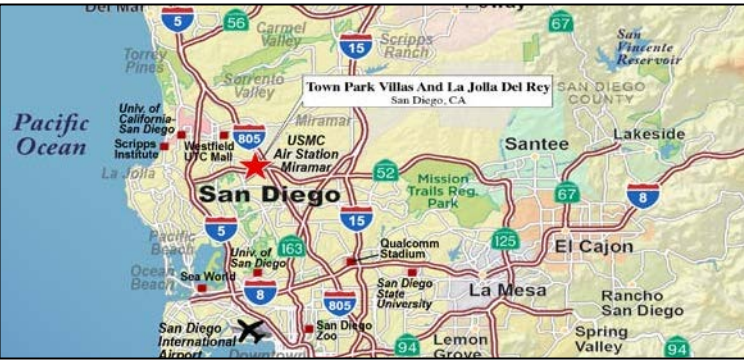 Del Mar
5
56
Carmel
Valley
15
Scripps
Ranch
Poway
67
San
Vincente
Reservoir
Torrey
Pines
Sorrento
Valley
Town Park Villas And La Jolla Del Rey
San Diego, CA
SAN DIEGO
COUNTY
Univ. of
California-
San Diego
Miramar
Pacific
Ocean
Scripps
Institute
Westfield
UTC Mall
805
USMC
Air Station
Miramar
Santee
Lakeside
La Jolla
52
Mission
Trails Reg.
Park
67
8
San Diego
5
15
Pacific
Beach
163
Qualcomm
Stadium
125
El Cajon
Univ. of
San Diego
Ocean
Beach
Sea World
San Diego
State
University
La Mesa
8
805
Rancho
San Diego
San Diego
International
Airport
San Diego
Zoo
Downtown
94
Lemon
Grove
Spring
Valley
94